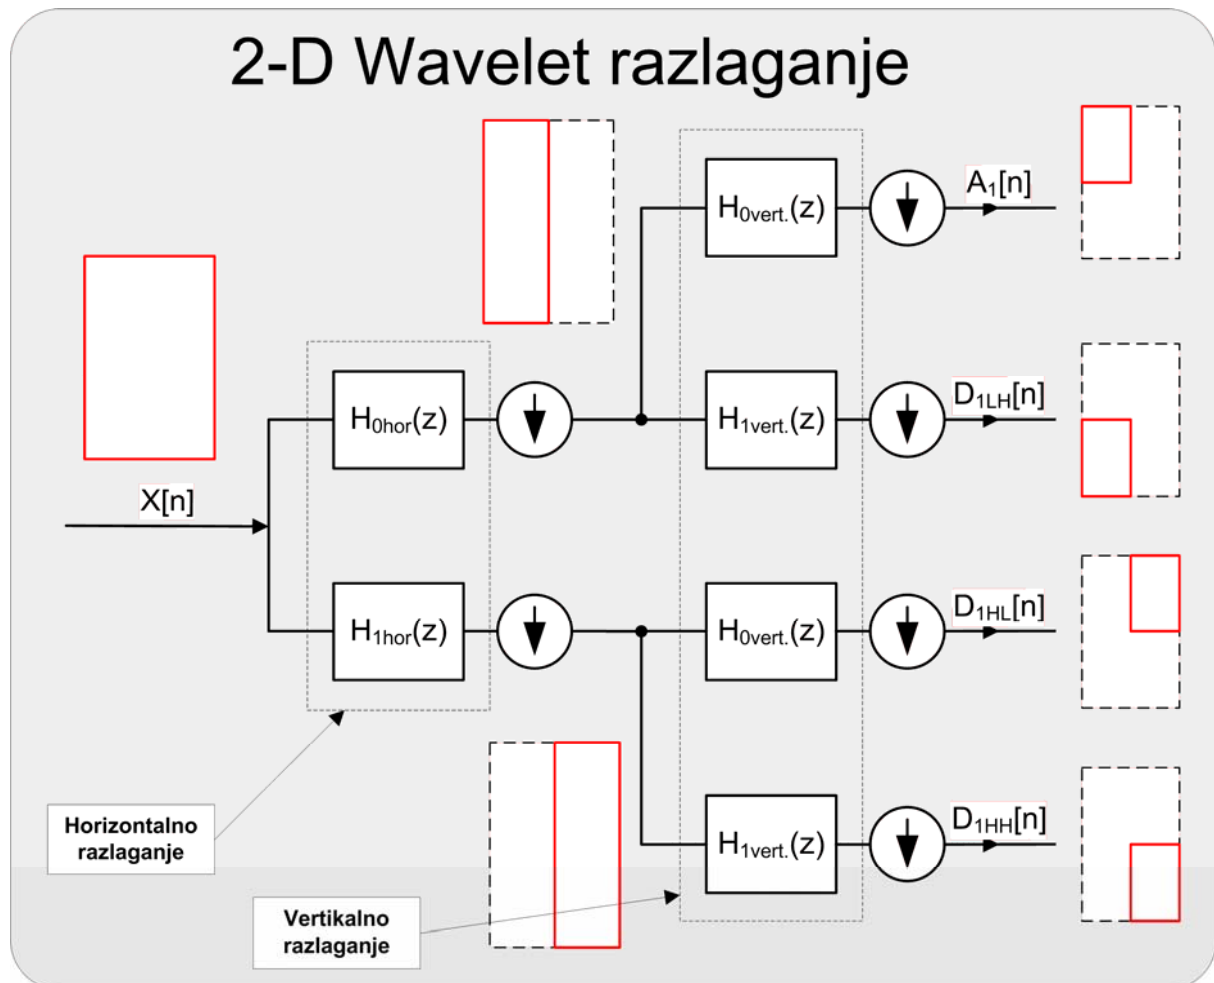 2-D Wavelet razlaganje
H0vert.(z)
A1[n]
H0hor(z)
H1vert.(z)
D1LH[n]
X[n]
H1hor(z)
H0vert.(z)
D1HL[n]
Horizontalno
razlaganje
H1vert.(z)
D1HH[n]
Vertikalno
razlaganje